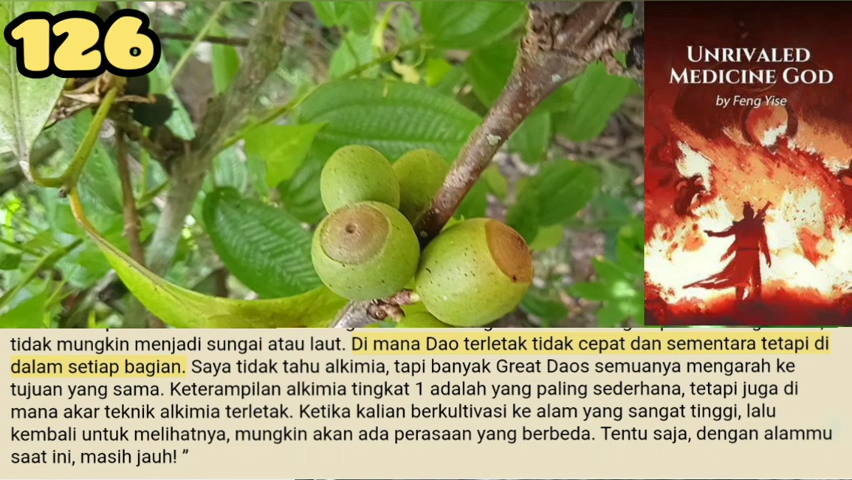 126
UNRIVALED
MEDICINE GOD
by Feng Yise
tidak mungkin menjadi sungai atau laut. Di mana Dao terletak tidak cepat dan sementara tetapi di
dalam setiap bagian. Saya tidak tahu alkimia, tapi banyak Great Daos semuanya mengarah ke
tujuan yang sama. Keterampilan alkimia tingkat 1 adalah yang paling sederhana, tetapi juga di
mana akar teknik alkimia terletak. Ketika kalian berkultivasi ke alam yang sangat tinggi, lalu
kembali untuk melihatnya, mungkin akan ada perasaan yang berbeda. Tentu saja, dengan alammu
saat ini, masih jauh! ”